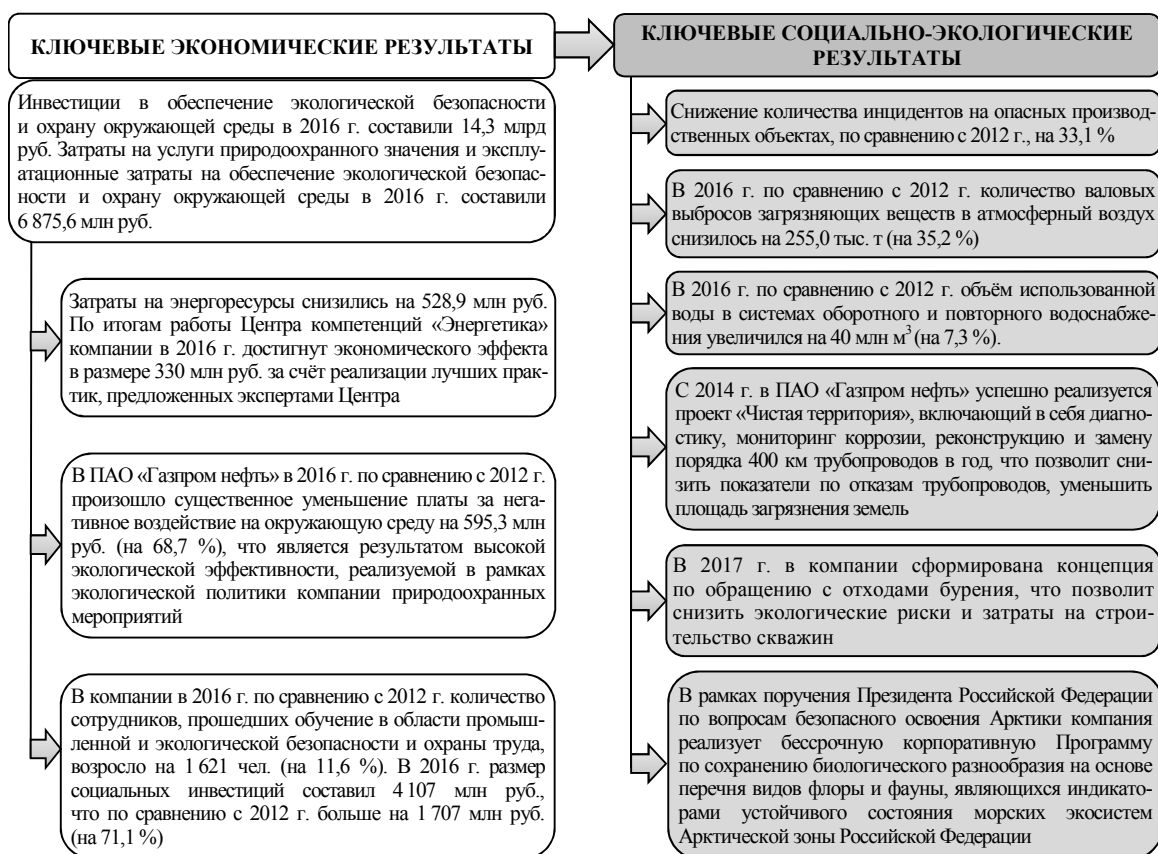 КЛЮЧЕВЫЕ ЭКОНОМИЧЕСКИЕ РЕЗУЛЬТАТЫ
Инвестиции в обеспечение экологической безопасности
и охрану окружающей среды в 2016 г. составили 14,3 млрд
руб. Затраты на услуги природоохранного значения и эксплу-
атационные затраты на обеспечение экологической безопас-
ности и охрану окружающей среды в 2016 г. составили
6 875,6 млн руб.
Затраты на энергоресурсы снизились на 528,9 млн руб.
По итогам работы Центра компетенций «Энергетика»
компании в 2016 г. достигнут экономического эффекта
в размере 330 млн руб. за счёт реализации лучших прак-
тик, предложенных экспертами Центра
В ПАО «Газпром нефть» в 2016 г. по сравнению с 2012 г.
произошло существенное уменьшение платы за нега-
тивное воздействие на окружающую среду на 595,3 млн
руб. (на 68,7 %), что является результатом высокой
экологической эффективности, реализуемой в рамках
экологической политики компании природоохранных
мероприятий
В компании в 2016 г. по сравнению с 2012 г. количество
сотрудников, прошедших обучение в области промыш-
ленной и экологической безопасности и охраны труда,
возросло на 1 621 чел. (на 11,6 %). В 2016 г. размер
социальных инвестиций составил 4 107 млн руб.,
что по сравнению с 2012 г. больше на 1 707 млн руб.
(на 71,1 %)
КЛЮЧЕВЫЕ СОЦИАЛЬНО-ЭКОЛОГИЧЕСКИЕ
РЕЗУЛЬТАТЫ
Снижение количества инцидентов на опасных производ-
ственных объектах, по сравнению с 2012 г., на 33,1 %
В 2016 г. по сравнению с 2012 г. количество валовых
выбросов загрязняющих веществ в атмосферный воздух
снизилось на 255,0 тыс. т (на 35,2 %)
В 2016 г. по сравнению с 2012 г. объём использованной
воды в системах оборотного и повторного водоснабже-
ния увеличился на 40 млн м³ (на 7,3 %).
С 2014 г. в ПАО «Газпром нефть» успешно реализуется
проект «Чистая территория», включающий в себя диагно-
стику, мониторинг коррозии, реконструкцию и замену
порядка 400 км трубопроводов в год, что позволит сни-
зить показатели по отказам трубопроводов, уменьшить
площадь загрязнения земель
В 2017 г. в компании сформирована концепция
по обращению с отходами бурения, что позволит
снизить экологические риски и затраты на строи-
тельство скважин
В рамках поручения Президента Российской Федерации
по вопросам безопасного освоения Арктики компания
реализует бессрочную корпоративную Программу
по сохранению биологического разнообразия на основе
перечня видов флоры и фауны, являющихся индикато-
рами устойчивого состояния морских экосистем
Арктической зоны Российской Федерации